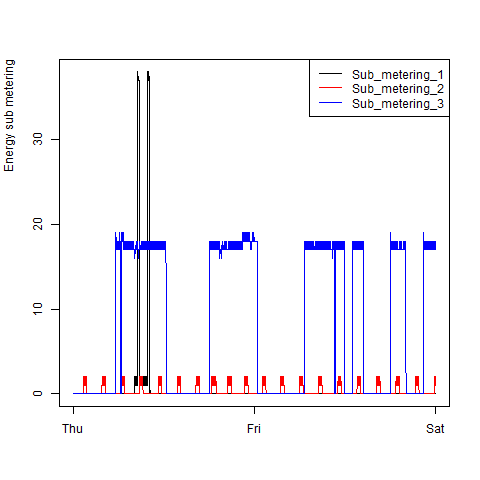 Energy sub metering
Sub_metering_1
Sub_metering_2
Sub_metering_3
30
20
10
0
Thu
Fri
Sat